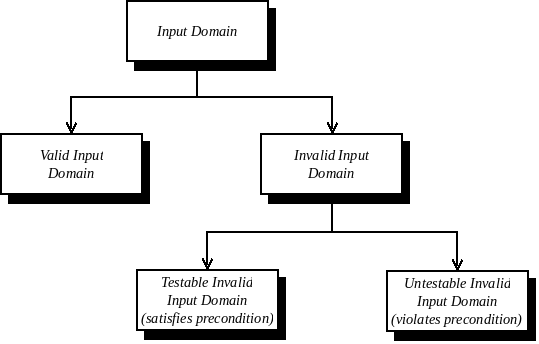 Input Domain
Valid Input
Domain
Invalid Input
Domain
Testable Invalid
Input Domain
(satisfies precondition)
Untestable Invalid
Input Domain
(violates precondition)